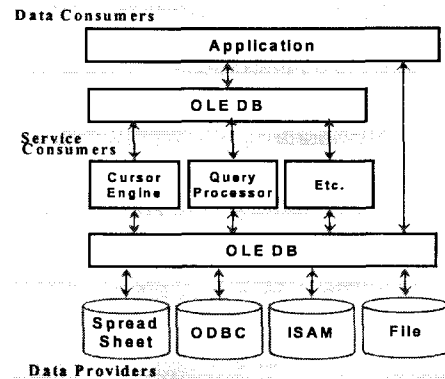 Data Consumers
Application
OLE DB
Service
Consumers
Cursor
Engine
Query
Processor
Etc.
OLE DB
Spread
Sheet
ODBC
ISAM
File
Data Providers